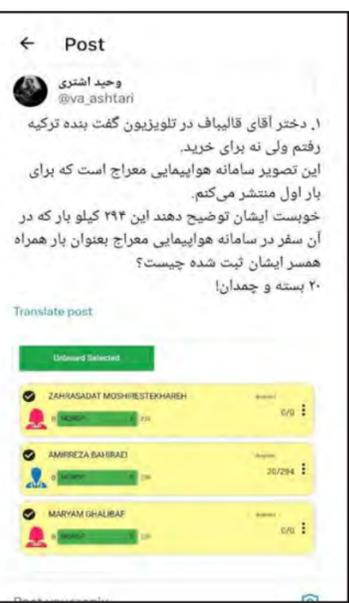 ← Post
وحید اشتری
@va_ashtari
۱. دختر آقای قالیباف در تلویزیون گفت بنده ترکیه
رفتم ولی نه برای خرید.
این تصویر سامانه هواپیمایی معراج است که برای
بار اول منتشر می‌کنم.
خوبست ایشان توضیح دهند این ۲۹۴ کیلو بار که در
آن سفر در سامانه هواپیمایی معراج بعنوان بار همراه
همسر ایشان ثبت شده چیست؟
۲۰ بسته و چمدان!
Translate post
Selected
ZAHRASADAT MOSHIRESTEKHAREH
0/0
AMIRREZA BAHIRAEI
20/294
MARYAM GHALIBAF
0/0